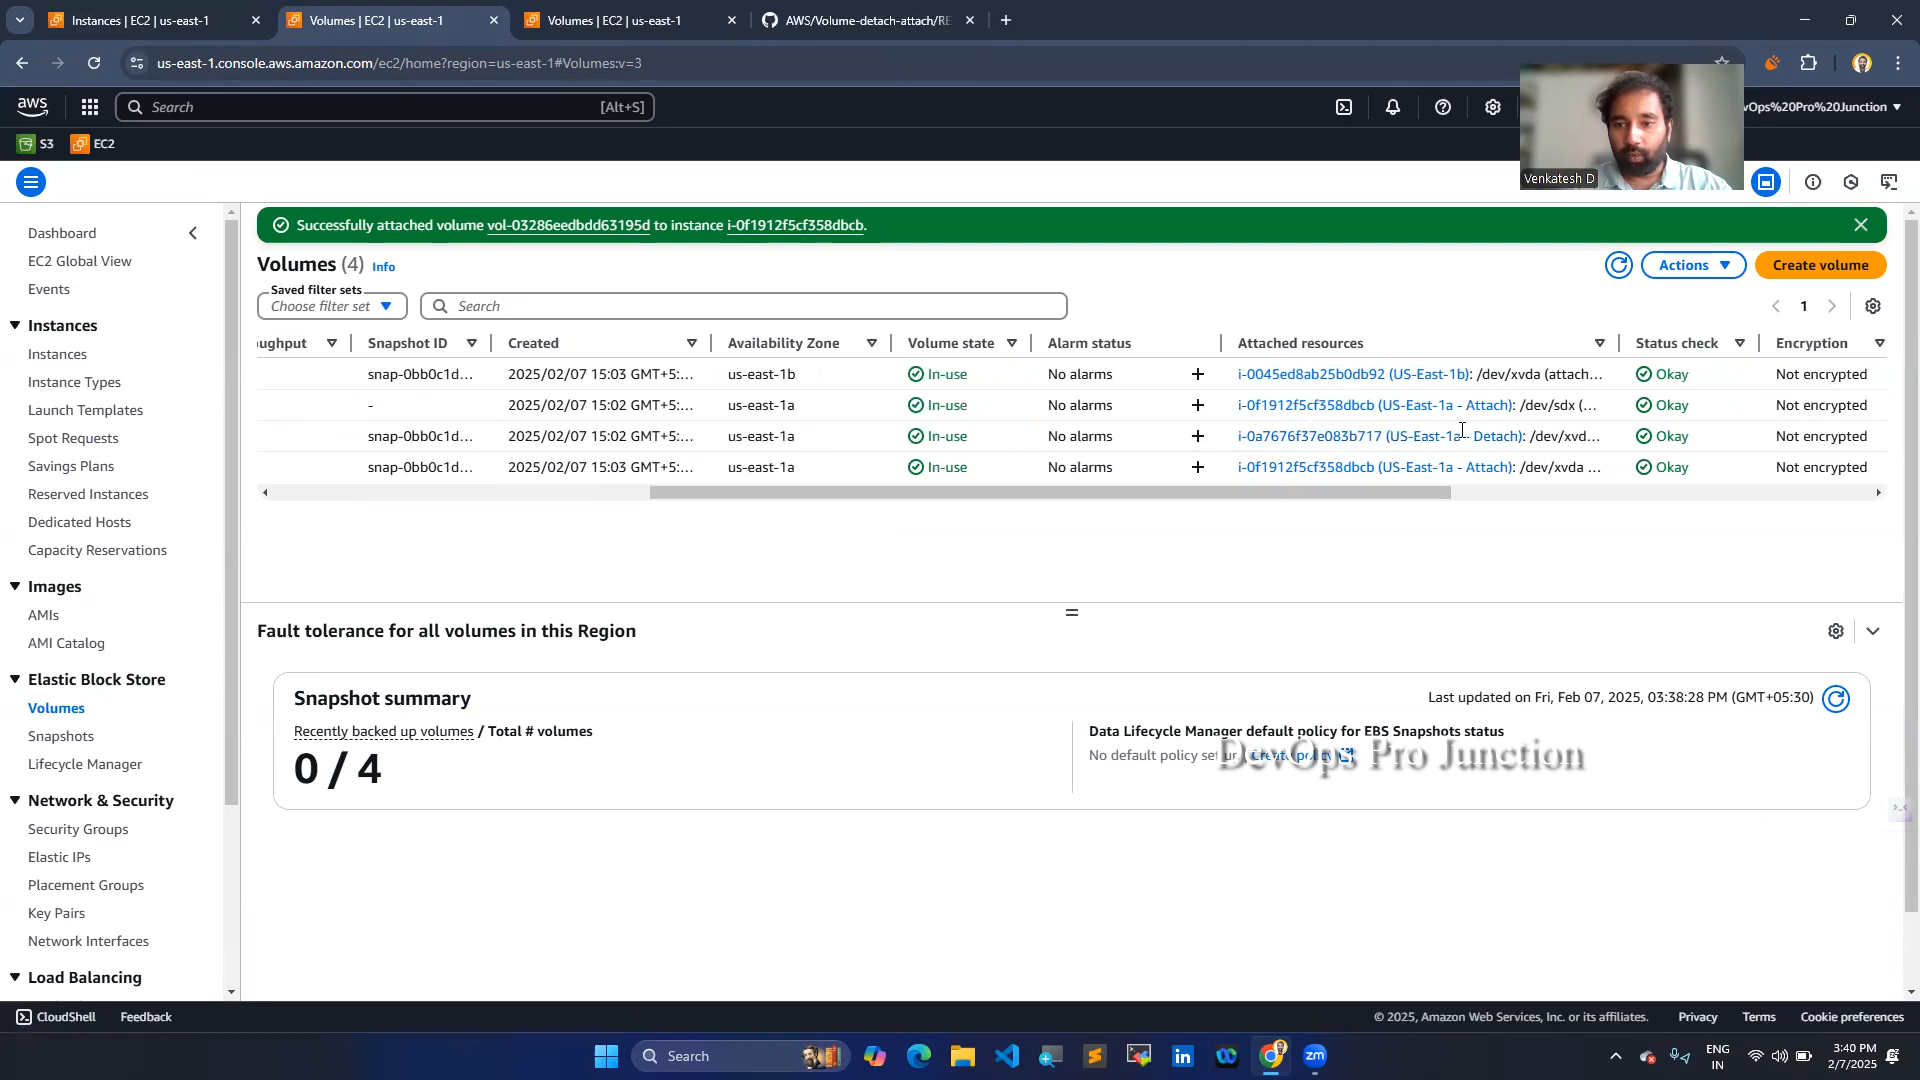 Instances | EC2 | us-east-1
Volumes | EC2 | us-east-1
Volumes | EC2 | us-east-1
AWS/Volume-detach-attach/RE
us-east-1.console.aws.amazon.com/ec2/home?region=us-east-1#Volumes:v=3
aws
Search
[Alt+S]
vOps%20Pro%20Junction
S3
EC2
Venkatesh D
Dashboard
EC2 Global View
Events
Instances
Instances
Instance Types
Launch Templates
Spot Requests
Savings Plans
Reserved Instances
Dedicated Hosts
Capacity Reservations
Images
AMIs
AMI Catalog
Elastic Block Store
Volumes
Snapshots
Lifecycle Manager
Network & Security
Security Groups
Elastic IPs
Placement Groups
Key Pairs
Network Interfaces
Load Balancing
Successfully attached volume vol-03286eedbdd63195d to instance i-0f1912f5cf358dbcb.
Volumes (4) Info
Actions
Create volume
Saved filter sets
Choose filter set
Search
1
oughput Snapshot ID Created Availability Zone Volume state Alarm status Attached resources Status check Encryption
snap-0bb0c1d... 2025/02/07 15:03 GMT+5:... us-east-1b In-use No alarms + i-0045ed8ab25b0db92 (US-East-1b): /dev/xvda (attach... Okay Not encrypted
- 2025/02/07 15:02 GMT+5:... us-east-1a In-use No alarms + i-0f1912f5cf358dbcb (US-East-1a - Attach): /dev/sdx (... Okay Not encrypted
snap-0bb0c1d... 2025/02/07 15:02 GMT+5:... us-east-1a In-use No alarms + i-0a7676f37e083b717 (US-East-1a - Detach): /dev/xvd... Okay Not encrypted
snap-0bb0c1d... 2025/02/07 15:03 GMT+5:... us-east-1a In-use No alarms + i-0f1912f5cf358dbcb (US-East-1a - Attach): /dev/xvda ... Okay Not encrypted
Fault tolerance for all volumes in this Region
Snapshot summary
Last updated on Fri, Feb 07, 2025, 03:38:28 PM (GMT+05:30)
Recently backed up volumes / Total # volumes
0 / 4
Data Lifecycle Manager default policy for EBS Snapshots status
No default policy set up | Create policy
DevOps Pro Junction
CloudShell
Feedback
© 2025, Amazon Web Services, Inc. or its affiliates.
Privacy
Terms
Cookie preferences
Search
zm
ENG
IN
3:40 PM
2/7/2025